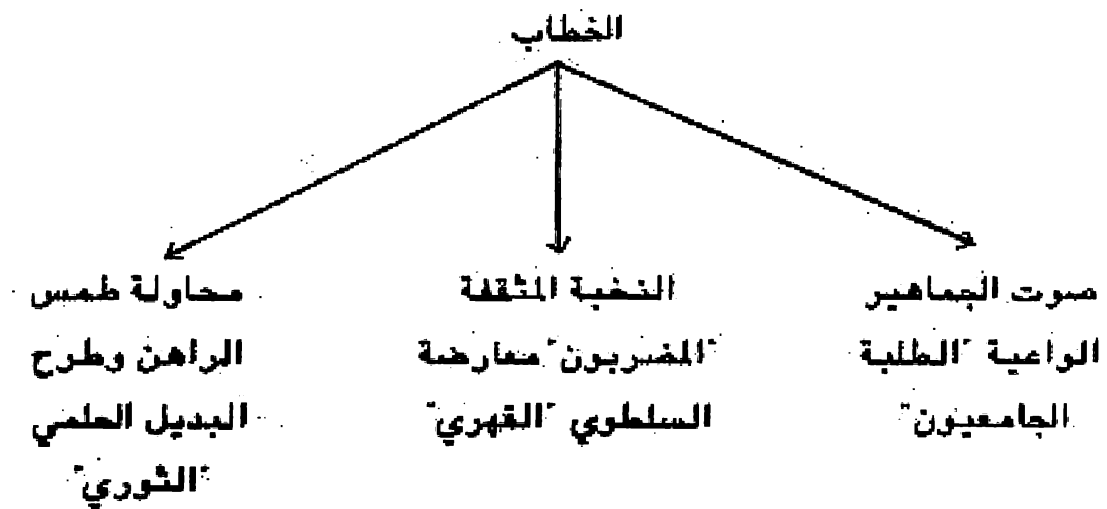 الخطاب
صوت الجماهير
الواعية "الطلبة
الجامعيون"
النخبة المثقفة
"المضربون" معارضة
السلطوي "القهري"
محاولة طمس
الراهن وطرح
البديل العلمي
"الثوري"